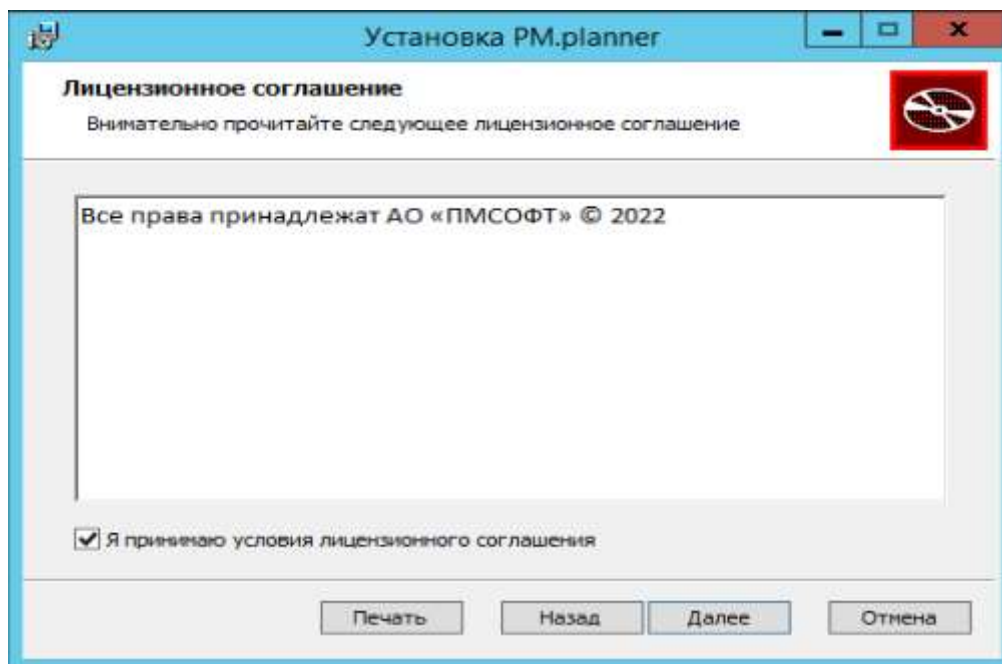 Установка PM.planner
Лицензионное соглашение
Внимательно прочитайте следующее лицензионное соглашение
Все права принадлежат АО «ПМСОФТ» © 2022
Я принимаю условия лицензионного соглашения
Печать Назад Далее Отмена